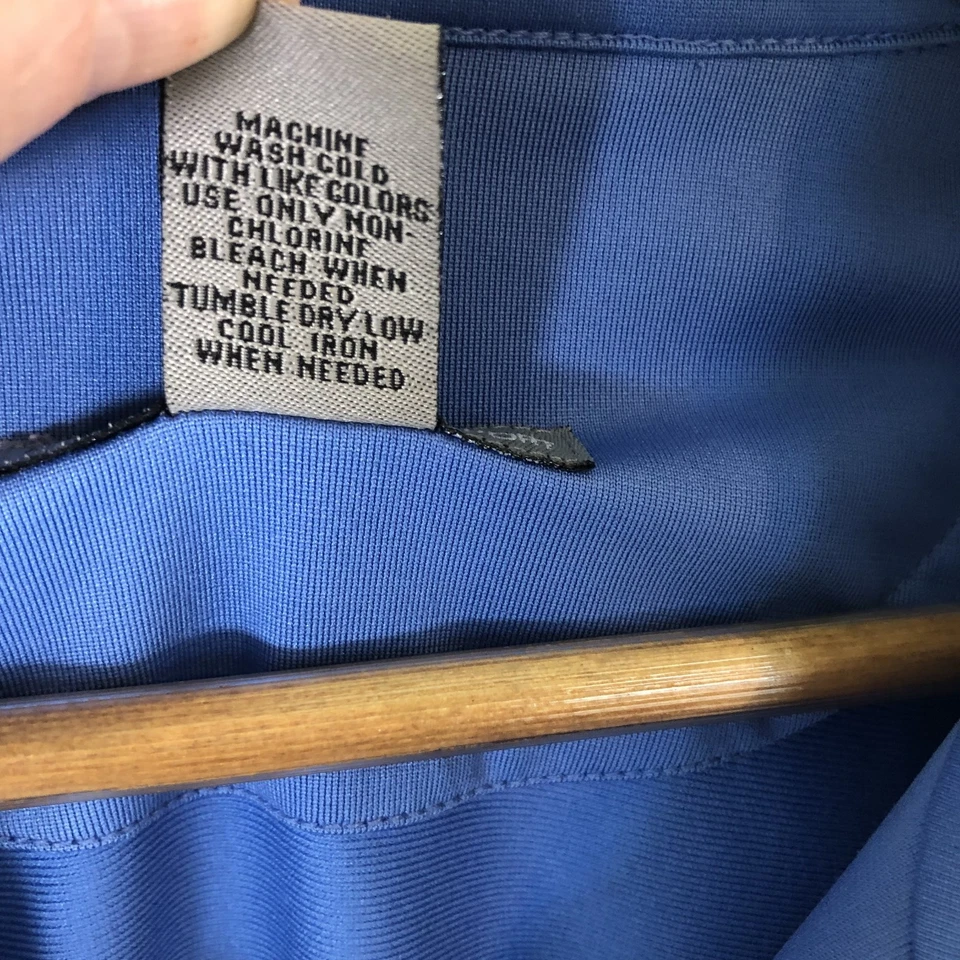 MACHINE
WASH COLD
WITH LIKE COLORS
USE ONLY NON-
CHLORINE
BLEACH WHEN
NEEDED
TUMBLE DRY LOW
COOL IRON
WHEN NEEDED